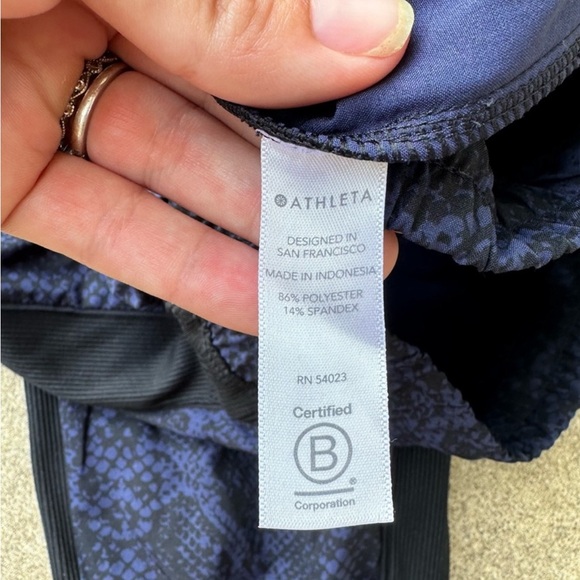 ATHLETA
DESIGNED IN
SAN FRANCISCO
MADE IN INDONESIA
86% POLYESTER
14% SPANDEX
RN 54023
Certified
B
®
Corporation